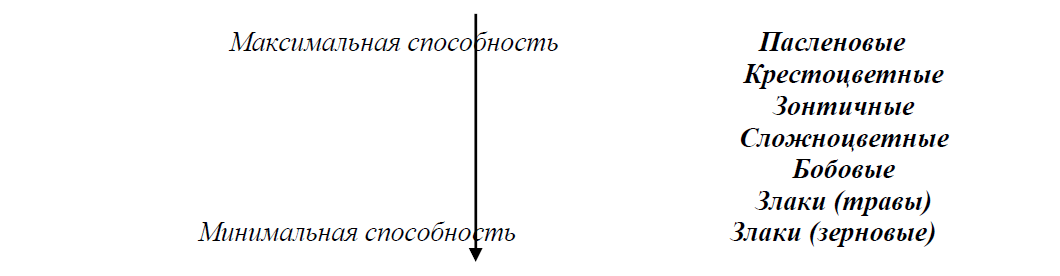 Максимальная способность Пасленовые
Крестоцветные
Зонтичные
Сложноцветные
Бобовые
Злаки (травы)
Минимальная способность Злаки (зерновые)